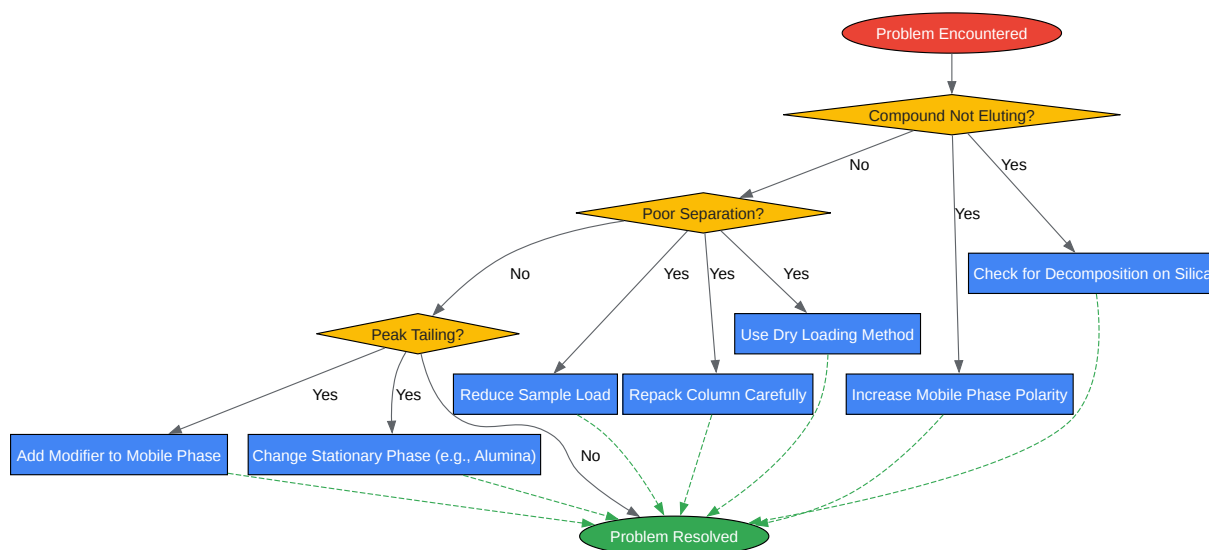 Problem Encountered
Compound Not Eluting?
No
Yes
Yes
Poor Separation?
Check for Decomposition on Silica
No
Yes
Yes
Yes
Peak Tailing?
Use Dry Loading Method
Yes
Yes
Reduce Sample Load
Repack Column Carefully
Increase Mobile Phase Polarity
Add Modifier to Mobile Phase
Change Stationary Phase (e.g., Alumina)
No
Problem Resolved